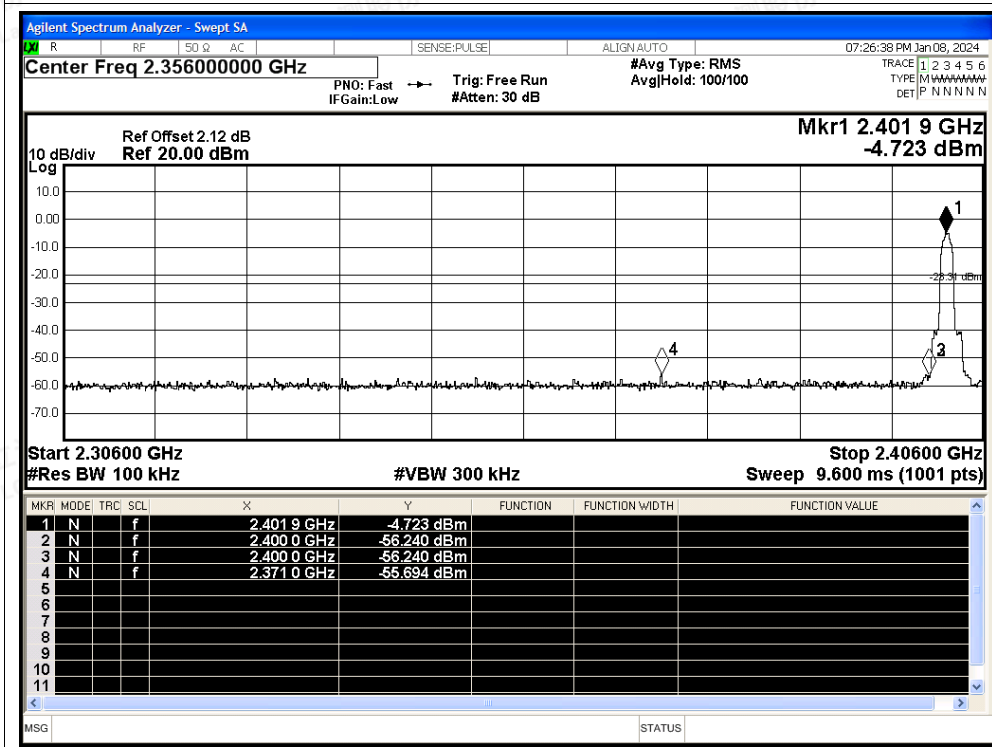 Agilent Spectrum Analyzer - Swept SA
LXI R RF 50 Ω AC SENSE:PULSE ALIGN AUTO 07:26:38 PM Jan 08, 2024
Center Freq 2.356000000 GHz
PNO: Fast
IFGain:Low
Trig: Free Run
#Atten: 30 dB
#Avg Type: RMS
Avg|Hold: 100/100
TRACE 1 2 3 4 5 6
TYPE M WWWWW
DET P N N N N N
Ref Offset 2.12 dB
Ref 20.00 dBm
10 dB/div
Log
Mkr1 2.401 9 GHz
-4.723 dBm
10.0
0.00
-10.0
-20.0
-30.0
-40.0
-50.0
-60.0
-70.0
1
4
3
Start 2.30600 GHz
Stop 2.40600 GHz
#Res BW 100 kHz
#VBW 300 kHz
Sweep 9.600 ms (1001 pts)
MKR MODE TRC SCL X Y FUNCTION FUNCTION WIDTH FUNCTION VALUE
1 N f 2.401 9 GHz -4.723 dBm
2 N f 2.400 0 GHz -56.240 dBm
3 N f 2.400 0 GHz -56.240 dBm
4 N f 2.371 0 GHz -55.694 dBm
5
6
7
8
9
10
11
MSG STATUS